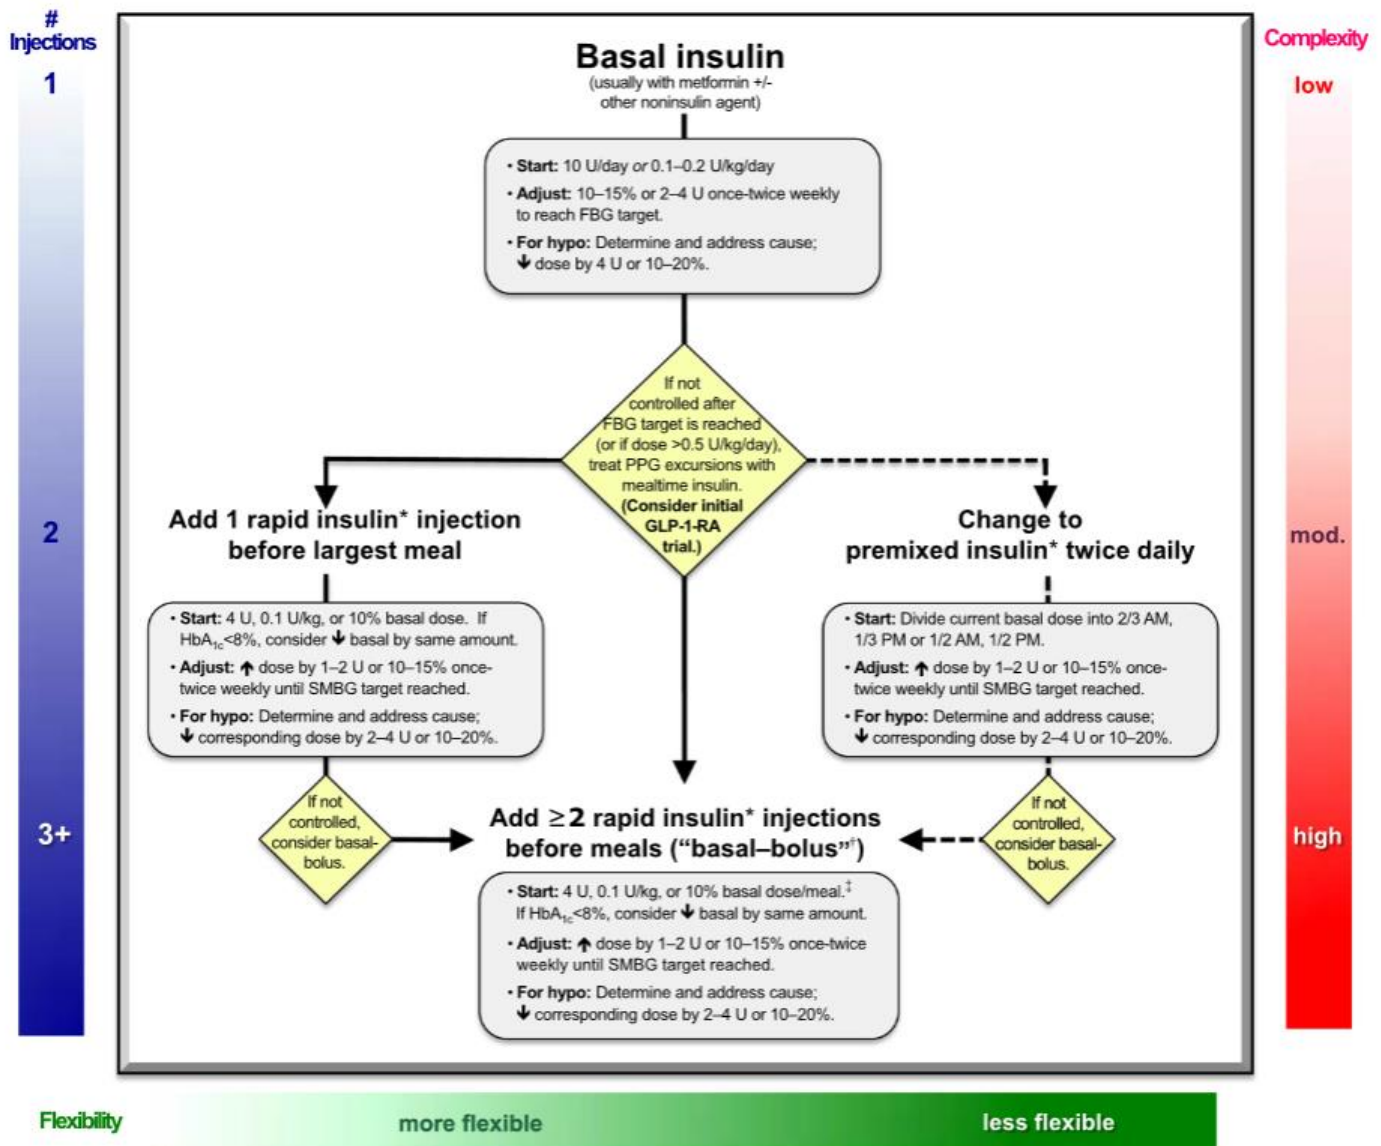 #
Injections
1
2
3+
Complexity
low
mod.
high
Basal insulin
(usually with metformin +/-
other noninsulin agent)
• Start: 10 U/day or 0.1–0.2 U/kg/day
• Adjust: 10–15% or 2–4 U once-twice weekly
to reach FBG target.
• For hypo: Determine and address cause;
↓ dose by 4 U or 10–20%.
If not
controlled after
FBG target is reached
(or if dose >0.5 U/kg/day),
treat PPG excursions with
mealtime insulin.
(Consider initial
GLP-1-RA
trial.)
Add 1 rapid insulin* injection
before largest meal
• Start: 4 U, 0.1 U/kg, or 10% basal dose. If
HbA1c<8%, consider ↓ basal by same amount.
• Adjust: ↑ dose by 1–2 U or 10–15% once-
twice weekly until SMBG target reached.
• For hypo: Determine and address cause;
↓ corresponding dose by 2–4 U or 10–20%.
If not
controlled,
consider basal-
bolus.
Change to
premixed insulin* twice daily
• Start: Divide current basal dose into 2/3 AM,
1/3 PM or 1/2 AM, 1/2 PM.
• Adjust: ↑ dose by 1–2 U or 10–15% once-
twice weekly until SMBG target reached.
• For hypo: Determine and address cause;
↓ corresponding dose by 2–4 U or 10–20%.
If not
controlled,
consider basal-
bolus.
Add ≥2 rapid insulin* injections
before meals (“basal–bolus”†)
• Start: 4 U, 0.1 U/kg, or 10% basal dose/meal.‡
If HbA1c<8%, consider ↓ basal by same amount.
• Adjust: ↑ dose by 1–2 U or 10–15% once-twice
weekly until SMBG target reached.
• For hypo: Determine and address cause;
↓ corresponding dose by 2–4 U or 10–20%.
Flexibility
more flexible
less flexible